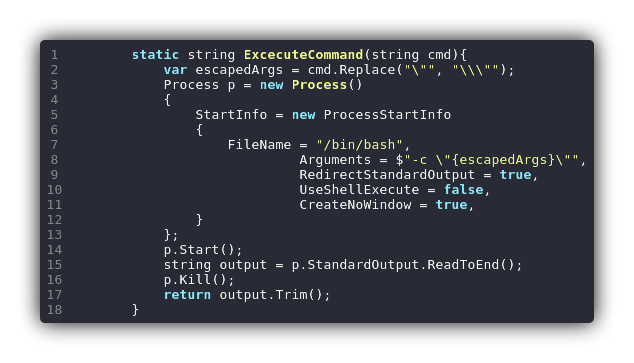 1 static string ExcecuteCommand(string cmd){
2 var escapedArgs = cmd.Replace("\"", "\\\"");
3 Process p = new Process()
4 {
5 StartInfo = new ProcessStartInfo
6 {
7 FileName = "/bin/bash",
8 Arguments = $"-c \"{escapedArgs}\"",
9 RedirectStandardOutput = true,
10 UseShellExecute = false,
11 CreateNoWindow = true,
12 }
13 };
14 p.Start();
15 string output = p.StandardOutput.ReadToEnd();
16 p.Kill();
17 return output.Trim();
18 }